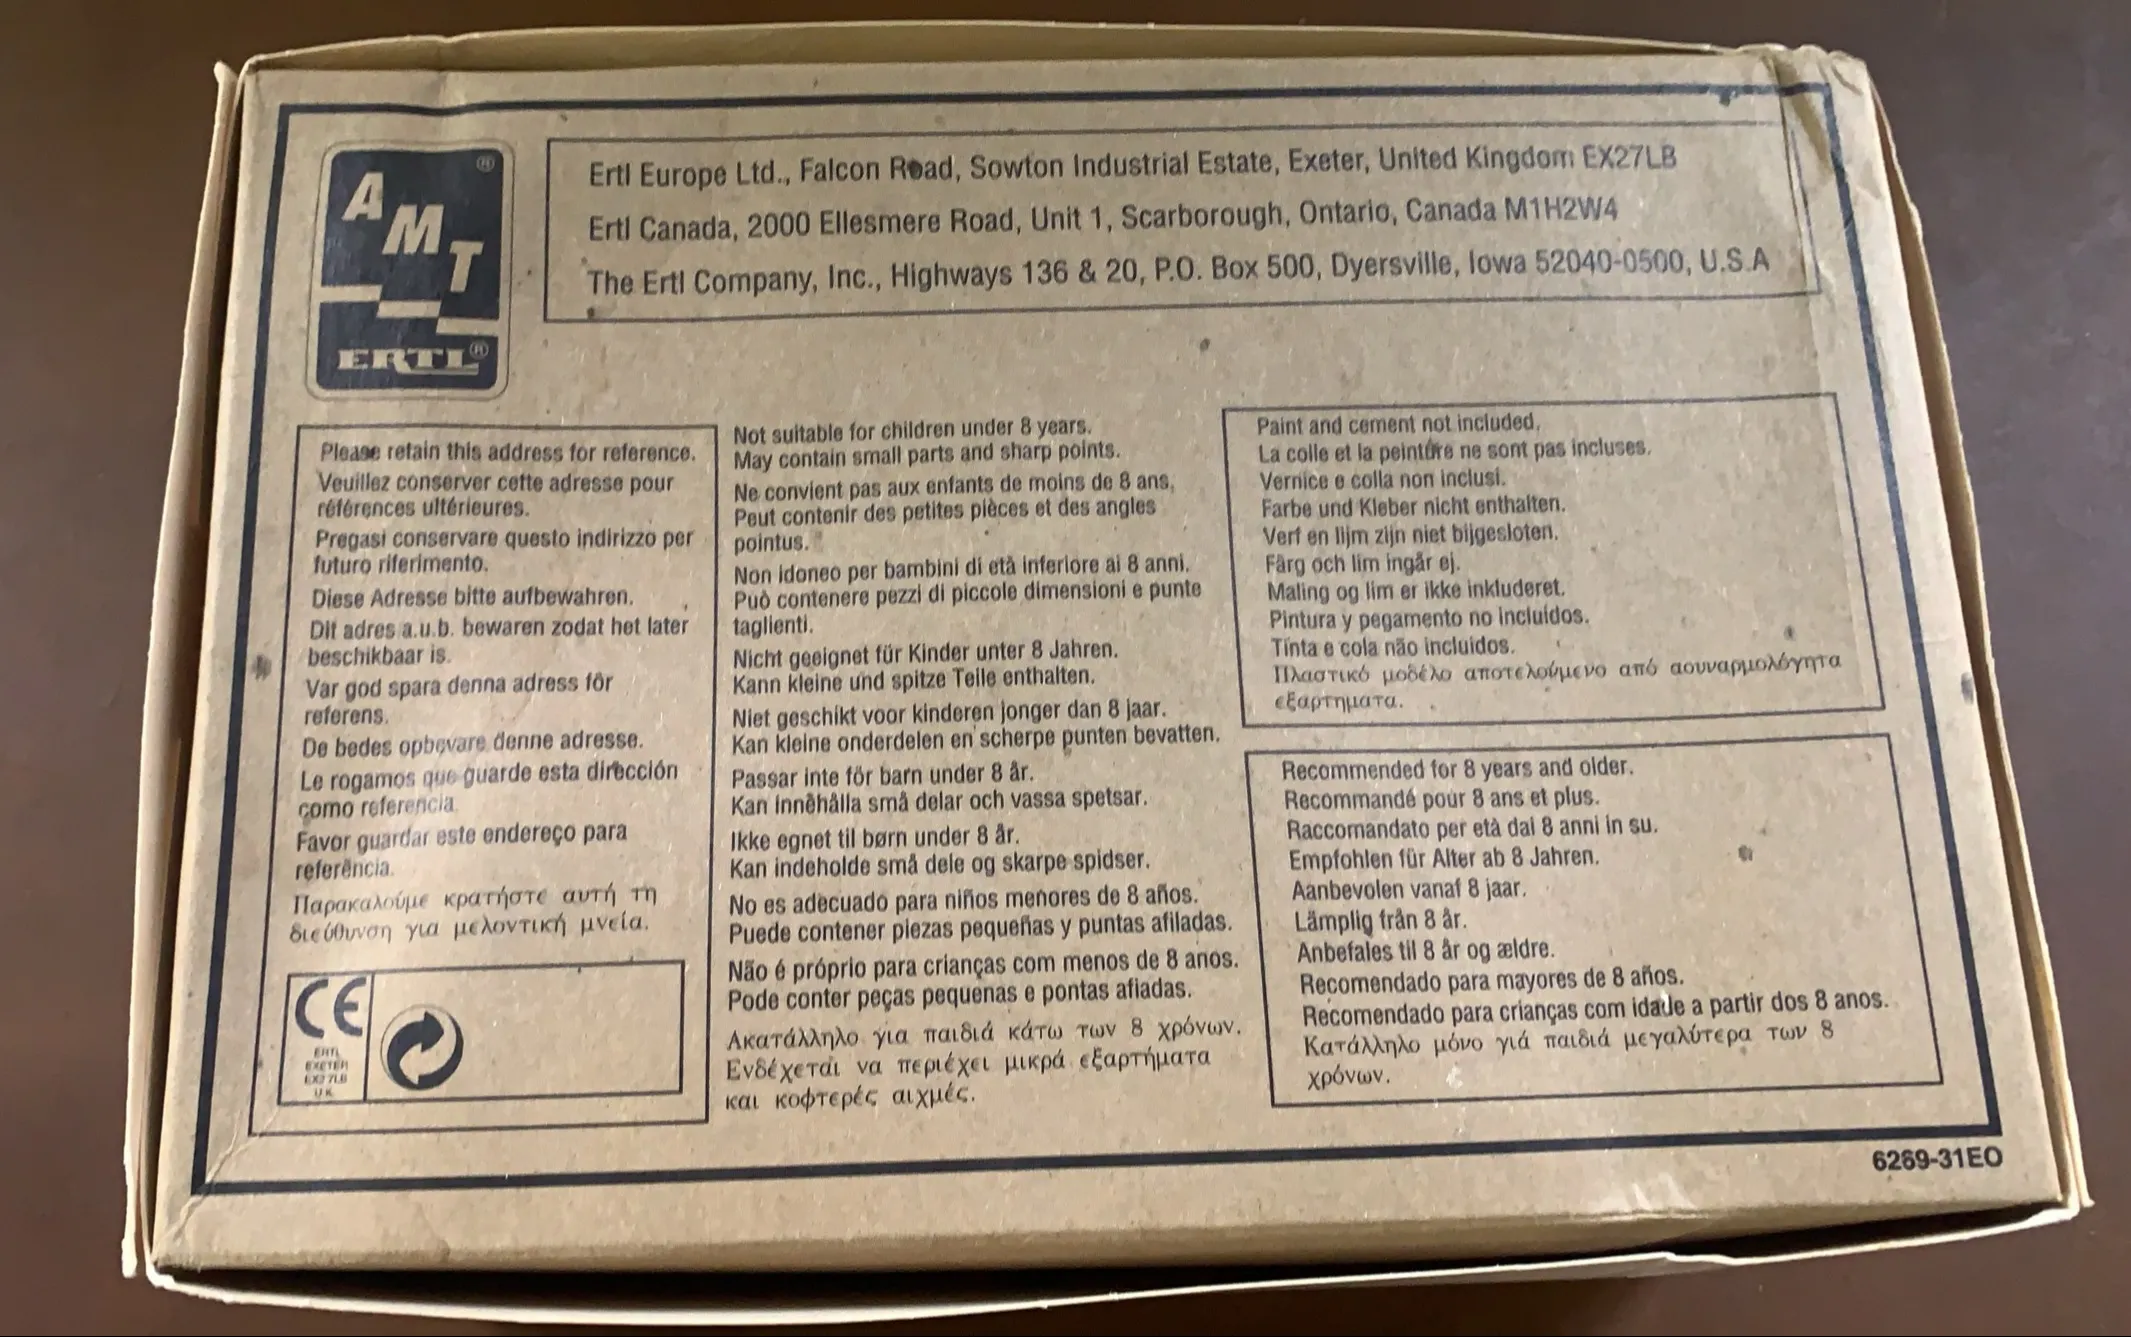 AMT ®
ERTL ®
Ertl Europe Ltd., Falcon Road, Sowton Industrial Estate, Exeter, United Kingdom EX27LB
Ertl Canada, 2000 Ellesmere Road, Unit 1, Scarborough, Ontario, Canada M1H2W4
The Ertl Company, Inc., Highways 136 & 20, P.O. Box 500, Dyersville, Iowa 52040-0500, U.S.A
Please retain this address for reference.
Veuillez conserver cette adresse pour
références ultérieures.
Pregasi conservare questo indirizzo per
futuro riferimento.
Diese Adresse bitte aufbewahren.
Dit adres a.u.b. bewaren zodat het later
beschikbaar is.
Var god spara denna adress för
referens.
De bedes opbevare denne adresse.
Le rogamos que guarde esta dirección
como referencia.
Favor guardar este endereço para
referência.
Παρακαλούμε κρατήστε αυτή τη
διεύθυνση για μελοντική μνεία.
CE
ERTL
EXETER
EX2 7LB
UK
Not suitable for children under 8 years.
May contain small parts and sharp points.
Ne convient pas aux enfants de moins de 8 ans.
Peut contenir des petites pièces et des angles
pointus.
Non idoneo per bambini di età inferiore ai 8 anni.
Può contenere pezzi di piccole dimensioni e punte
taglienti.
Nicht geeignet für Kinder unter 8 Jahren.
Kann kleine und spitze Teile enthalten.
Niet geschikt voor kinderen jonger dan 8 jaar.
Kan kleine onderdelen en scherpe punten bevatten.
Passar inte för barn under 8 år.
Kan innehålla små delar och vassa spetsar.
Ikke egnet til børn under 8 år.
Kan indeholde små dele og skarpe spidser.
No es adecuado para niños menores de 8 años.
Puede contener piezas pequeñas y puntas afiladas.
Não é próprio para crianças com menos de 8 anos.
Pode conter peças pequenas e pontas afiadas.
Ακατάλληλο για παιδιά κάτω των 8 χρόνων.
Ενδέχεται να περιέχει μικρά εξαρτήματα
και κοφτερές αιχμές.
Paint and cement not included.
La colle et la peinture ne sont pas incluses.
Vernice e colla non inclusi.
Farbe und Kleber nicht enthalten.
Verf en lijm zijn niet bijgesloten.
Färg och lim ingår ej.
Maling og lim er ikke inkluderet.
Pintura y pegamento no incluídos.
Tinta e cola não incluidos.
Πλαστικό μοδέλο αποτελούμενο από αουναρμολόγητα
εξαρτηματα.
Recommended for 8 years and older.
Recommandé pour 8 ans et plus.
Raccomandato per età dai 8 anni in su.
Empfohlen für Alter ab 8 Jahren.
Aanbevolen vanaf 8 jaar.
Lämplig från 8 år.
Anbefales til 8 år og ældre.
Recomendado para mayores de 8 años.
Recomendado para crianças com idade a partir dos 8 anos.
Κατάλληλο μόνο γιά παιδιά μεγαλύτερα των 8
χρόνων.
6269-31EO